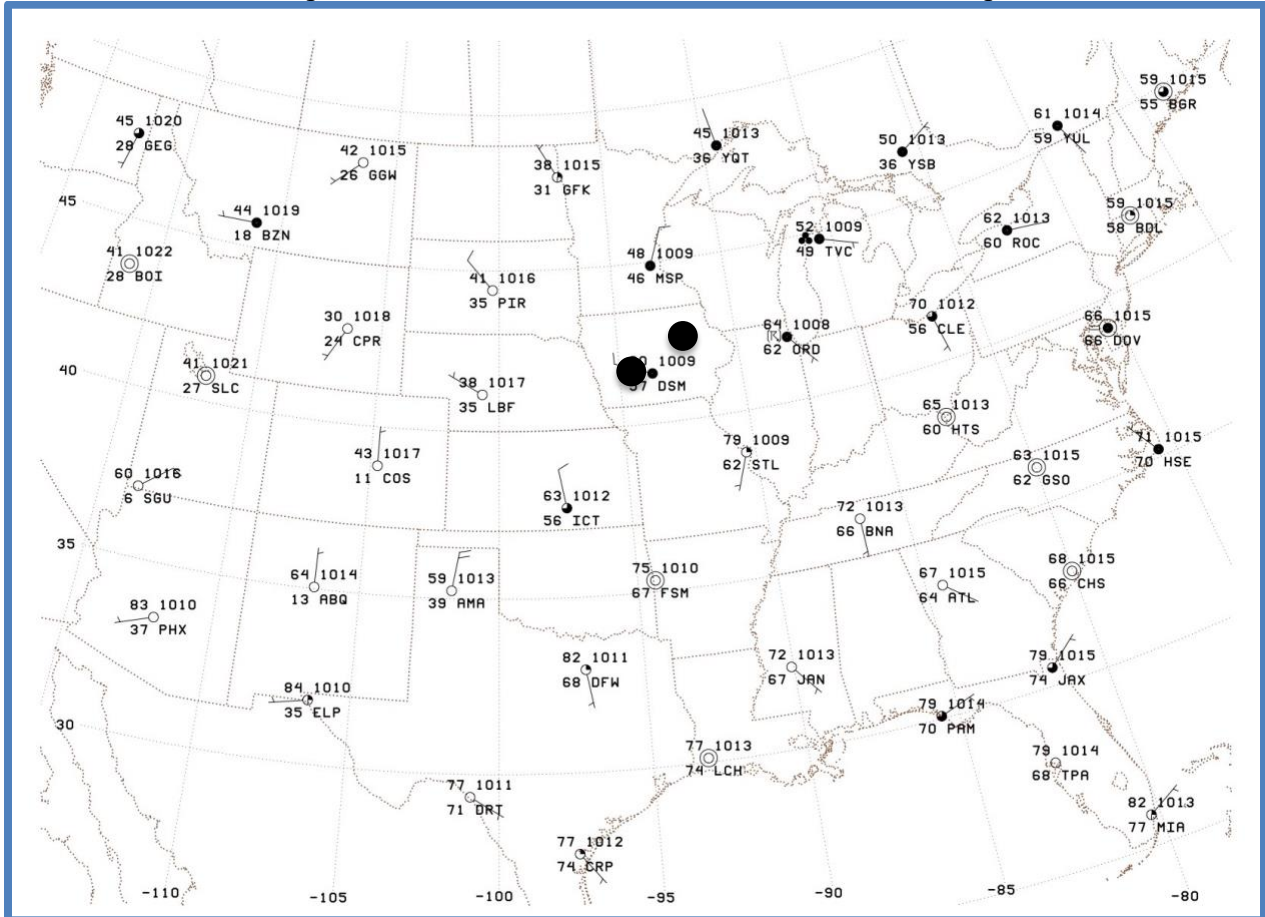 59 1015
55 BGR
61 1014
59 YUL
45 1020
28 GEG
45 1013
36 YQT
50 1013
36 YSB
42 1015
26 GGW
38 1015
31 GFK
45
44 1019
18 BZN
59 1015
58 BDL
62 1013
60 ROC
52 1009
49 TVC
41 1022
28 BOI
48 1009
46 MSP
41 1016
35 PIR
70 1012
56 CLE
66 1015
66 DOV
30 1018
24 CPR
64 1008
62 ORD
40
41 1021
27 SLC
1009
DSM
38 1017
35 LBF
65 1013
60 HTS
79 1009
62 STL
71 1015
70 HSE
43 1017
11 COS
63 1015
62 GSO
60 1016
6 SGU
63 1012
56 ICT
72 1013
66 BNA
35
64 1014
13 ABQ
59 1013
39 AMA
75 1010
67 FSM
67 1015
64 ATL
68 1015
66 CHS
83 1010
37 PHX
82 1011
68 DFW
72 1013
67 JAN
79 1015
74 JAX
84 1010
35 ELP
79 1014
70 PAM
30
77 1013
74 LCH
79 1014
68 TPA
77 1011
71 DRT
82 1013
77 MIA
77 1012
74 CRP
-110 -105 -100 -95 -90 -85 -80